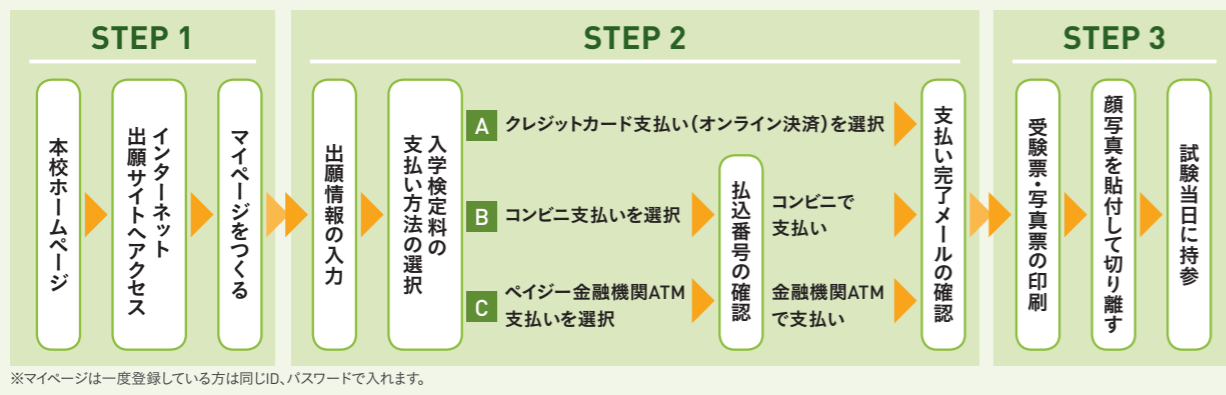 STEP 1
本校ホームページ
インターネット
出願サイトへアクセス
マイページをつくる
STEP 2
出願情報の入力
入学検定料の
支払い方法の選択
A クレジットカード支払い(オンライン決済)を選択
B コンビニ支払いを選択
C ペイジー金融機関ATM
支払いを選択
払込番号の確認
コンビニで
支払い
金融機関ATM
で支払い
支払い完了メールの確認
STEP 3
受験票・写真票の印刷
顔写真を貼付して切り離す
試験当日に持参
※マイページは一度登録している方は同じID、パスワードで入れます。